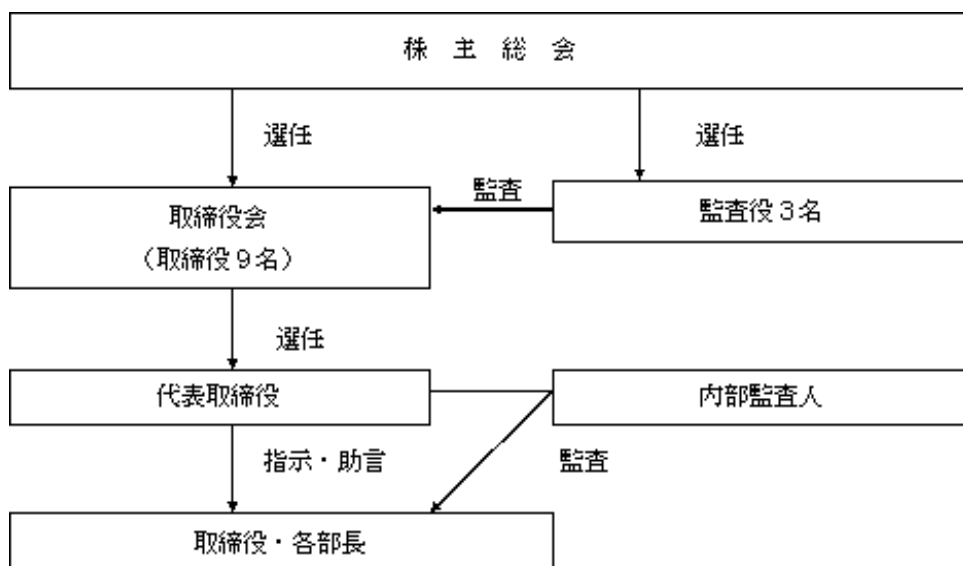 株 主 総 会
選任
選任
監査
取締役会
（取締役９名）
監査役３名
選任
代表取締役
内部監査人
指示・助言
監査
取締役・各部長